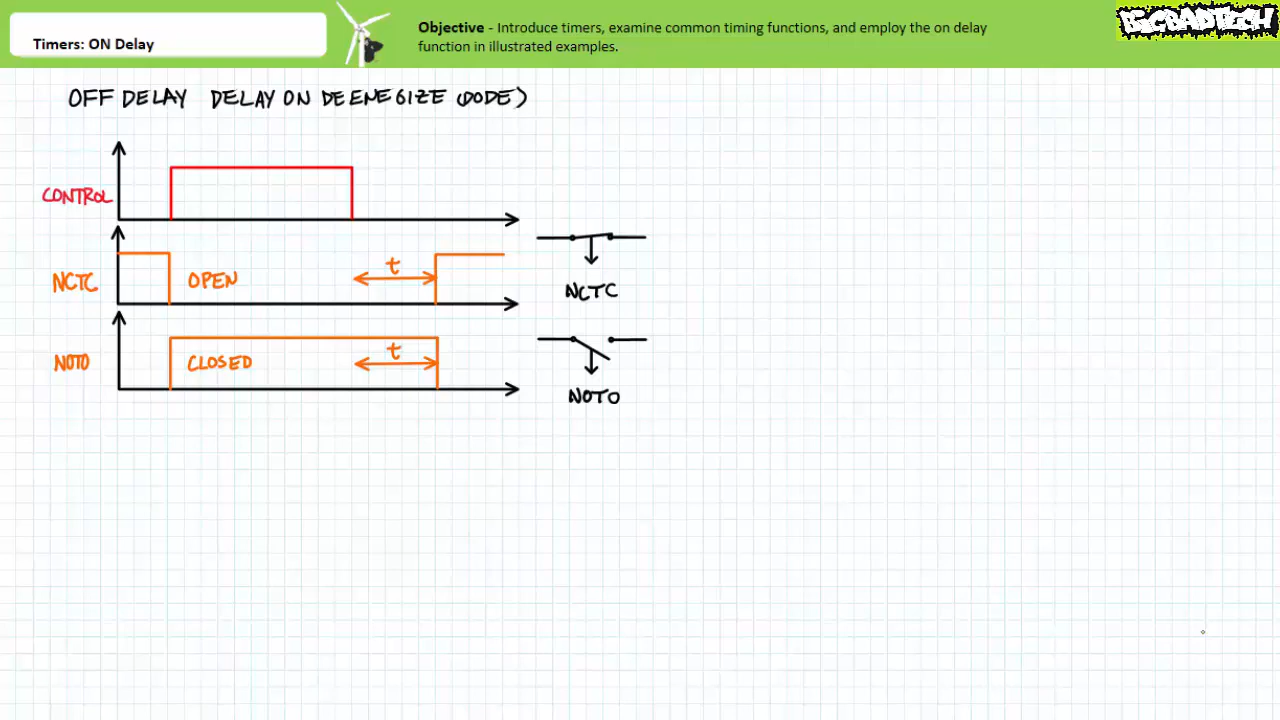 Timers: ON Delay
Objective - Introduce timers, examine common timing functions, and employ the on delay
function in illustrated examples.
BIGBADTECH
OFF DELAY DELAY ON DEENEGIZE (DODE)
CONTROL
NCTC
OPEN
t
NCTC
NOTO
CLOSED
t
NOTO